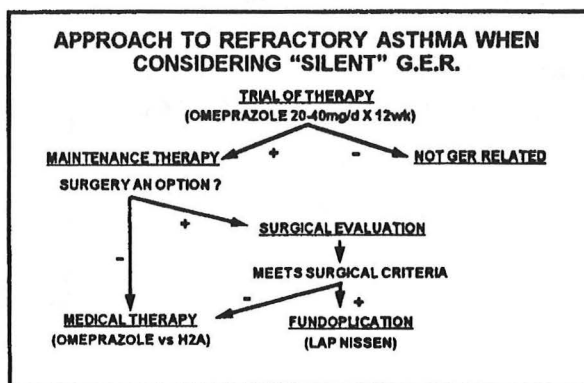 APPROACH TO REFRACTORY ASTHMA WHEN
CONSIDERING “SILENT” G.E.R.
TRIAL OF THERAPY
(OMEPRAZOLE 20-40mg/d X 12wk)
+ -
MAINTENANCE THERAPY NOT GER RELATED
SURGERY AN OPTION ?
+
SURGICAL EVALUATION
-
MEETS SURGICAL CRITERIA
- +
MEDICAL THERAPY FUNDOPLICATION
(OMEPRAZOLE vs H2A) (LAP NISSEN)